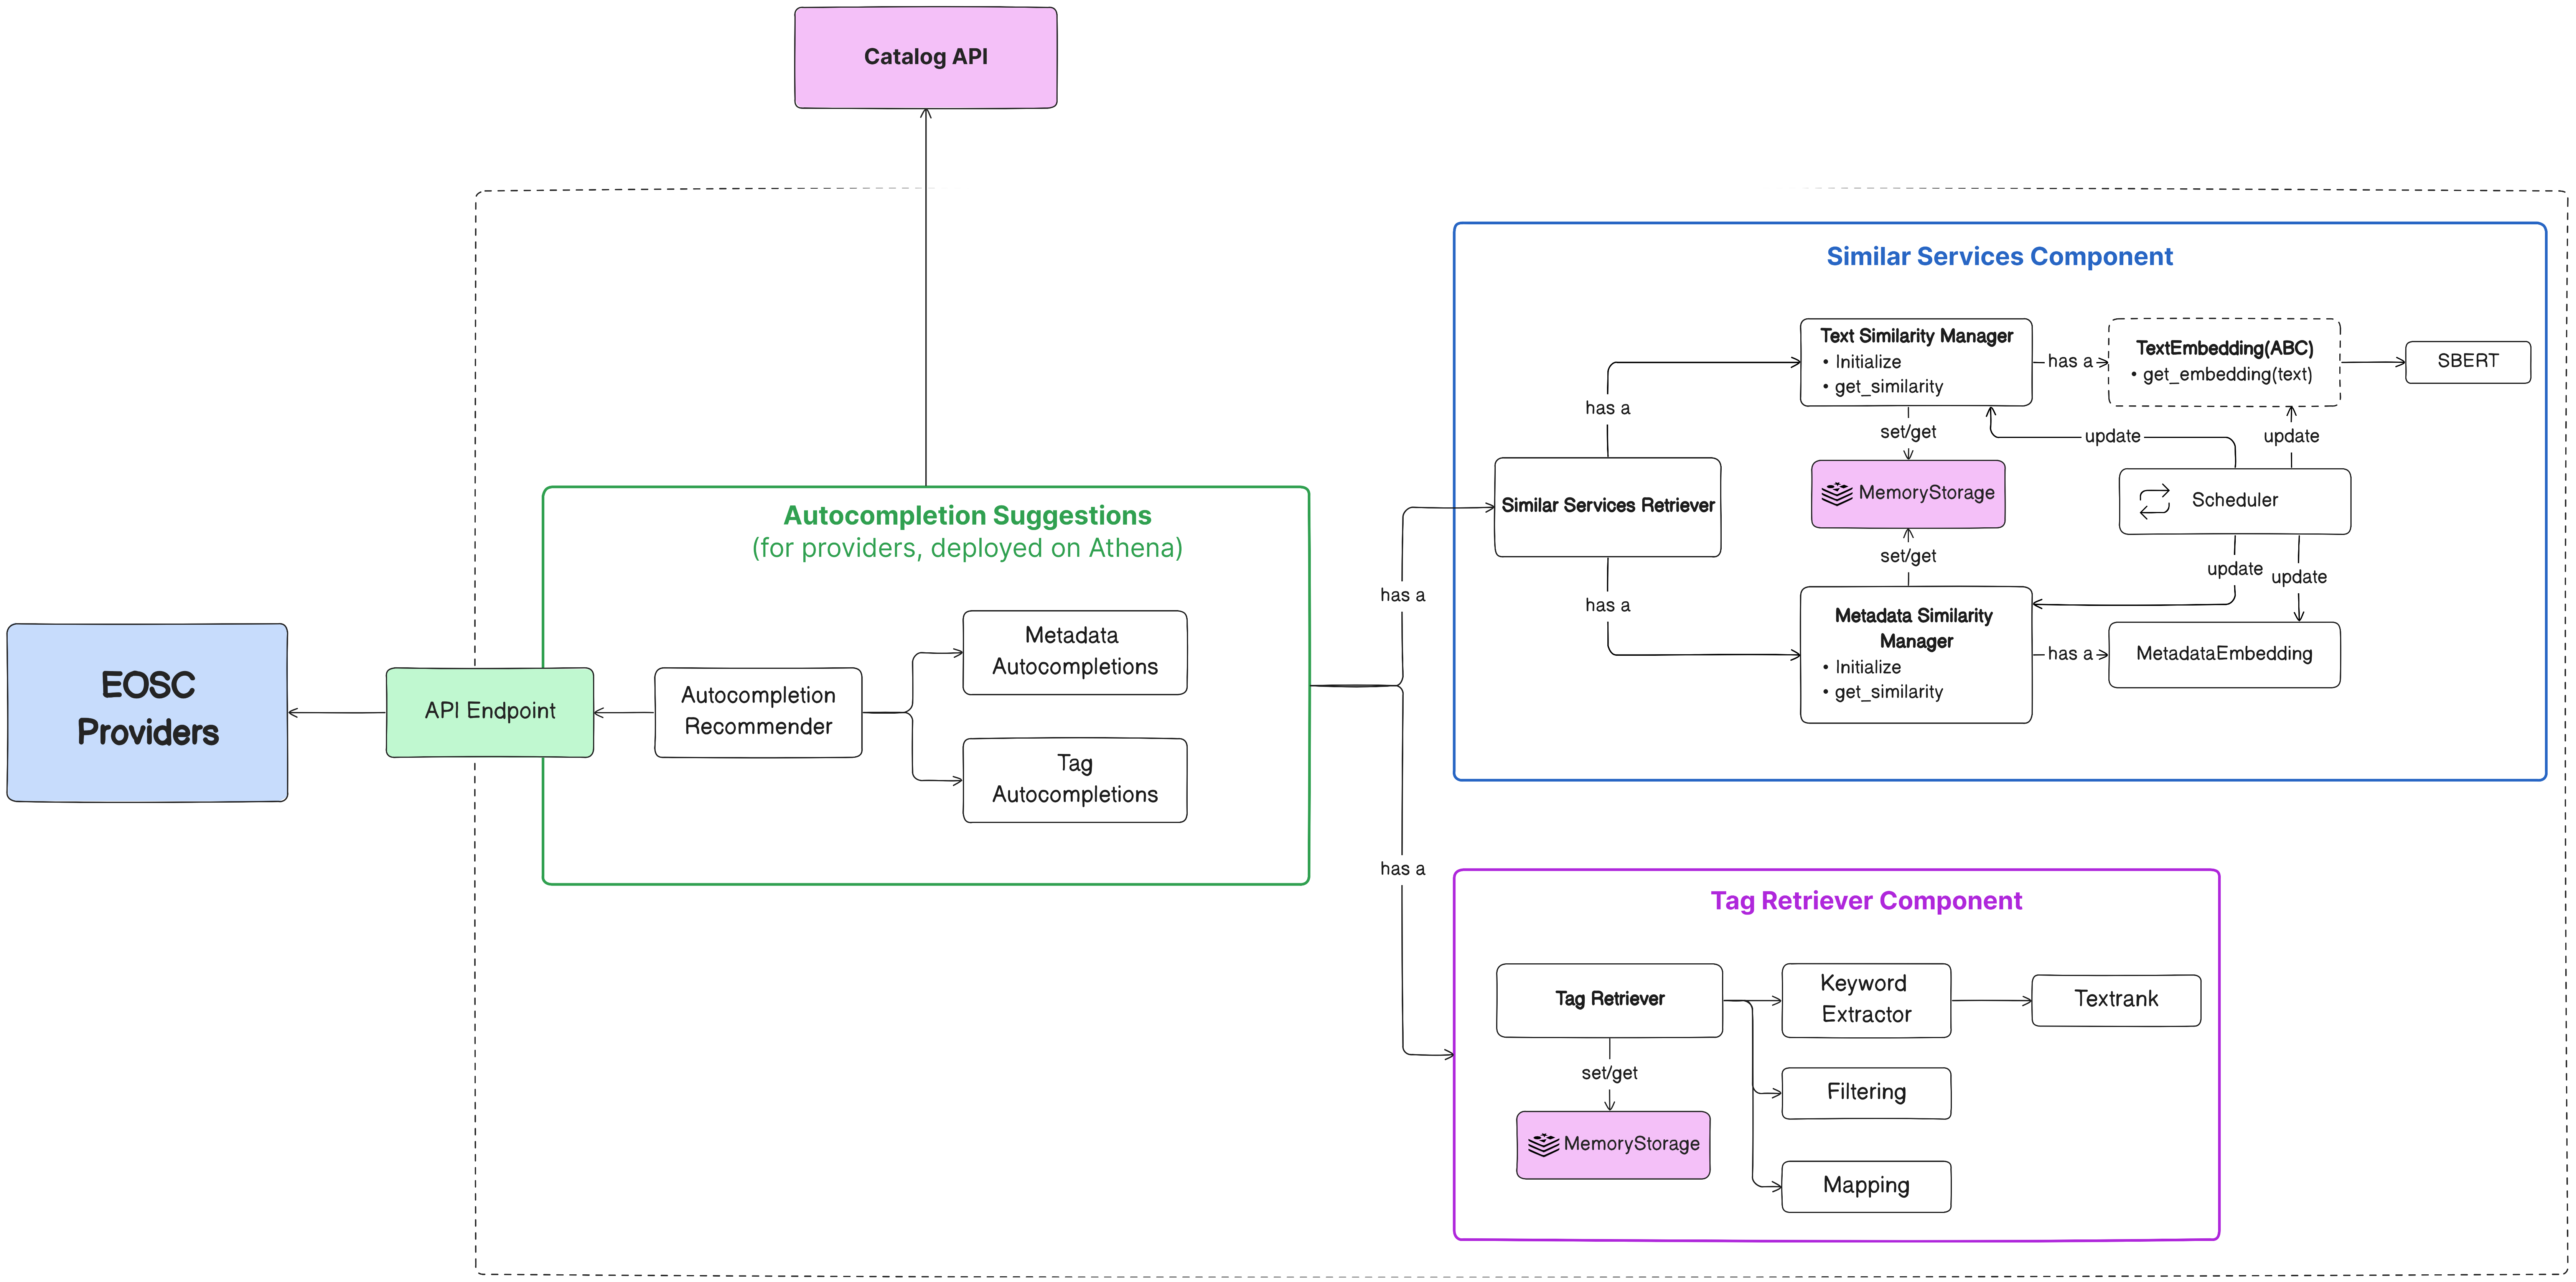 Catalog API
Autocompletion Suggestions
(for providers, deployed on Athena)
EOSC
Providers
API Endpoint
Autocompletion
Recommender
Metadata
Autocompletions
Tag
Autocompletions
has a
has a
Similar Services Component
Similar Services Retriever
has a
has a
Text Similarity Manager
• Initialize
• get_similarity
has a
TextEmbedding(ABC)
• get_embedding(text)
SBERT
set/get
update
update
MemoryStorage
Scheduler
set/get
update
update
Metadata Similarity
Manager
• Initialize
• get_similarity
has a
MetadataEmbedding
Tag Retriever Component
Tag Retriever
Keyword
Extractor
Textrank
set/get
Filtering
MemoryStorage
Mapping